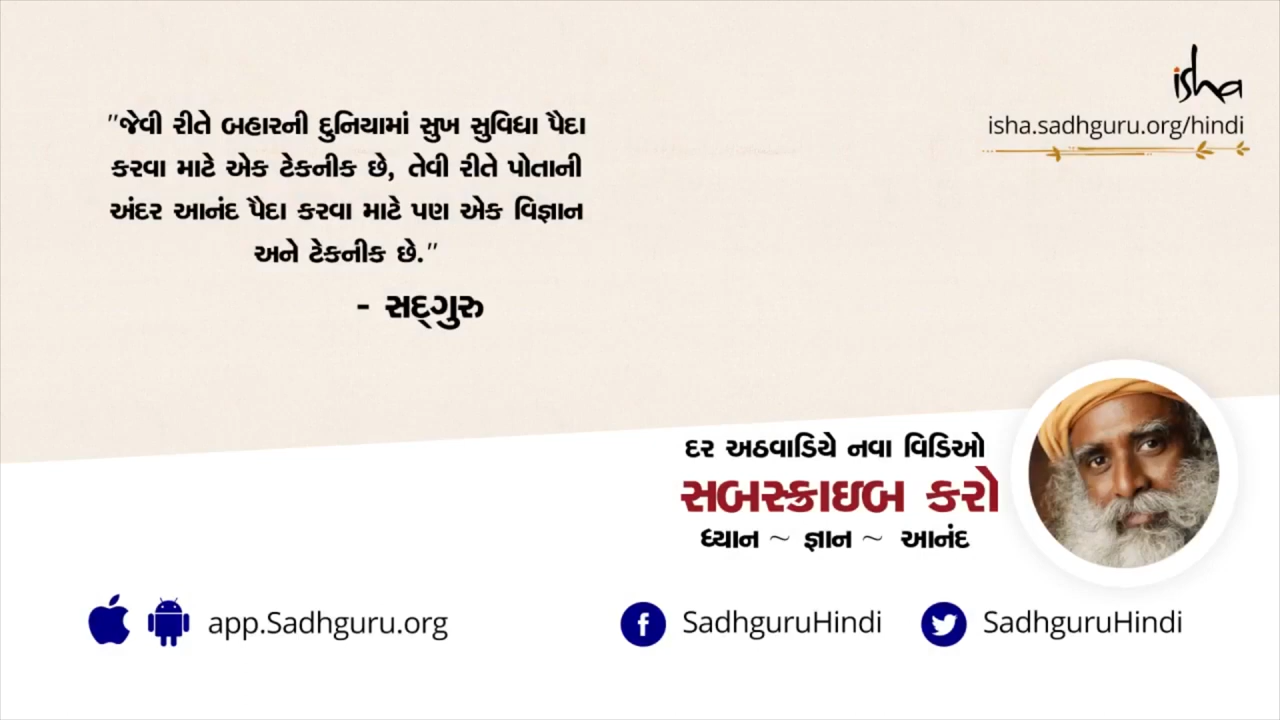 "જેવી રીતે બહારની દુનિયામાં સુખ સુવિધા પૈદા
કરવા માટે એક ટેકનીક છે, તેવી રીતે પોતાની
અંદર આનંદ પૈદા કરવા માટે પણ એક વિજ્ઞાન
અને ટેકનીક છે."
- સદ્‌ગુરુ
isha
isha.sadhguru.org/hindi
દર અઠવાડિયે નવા વિડિઓ
સબસ્ક્રાઇબ કરો
ધ્યાન ~ જ્ઞાન ~ આનંદ
app.Sadhguru.org
SadhguruHindi
SadhguruHindi